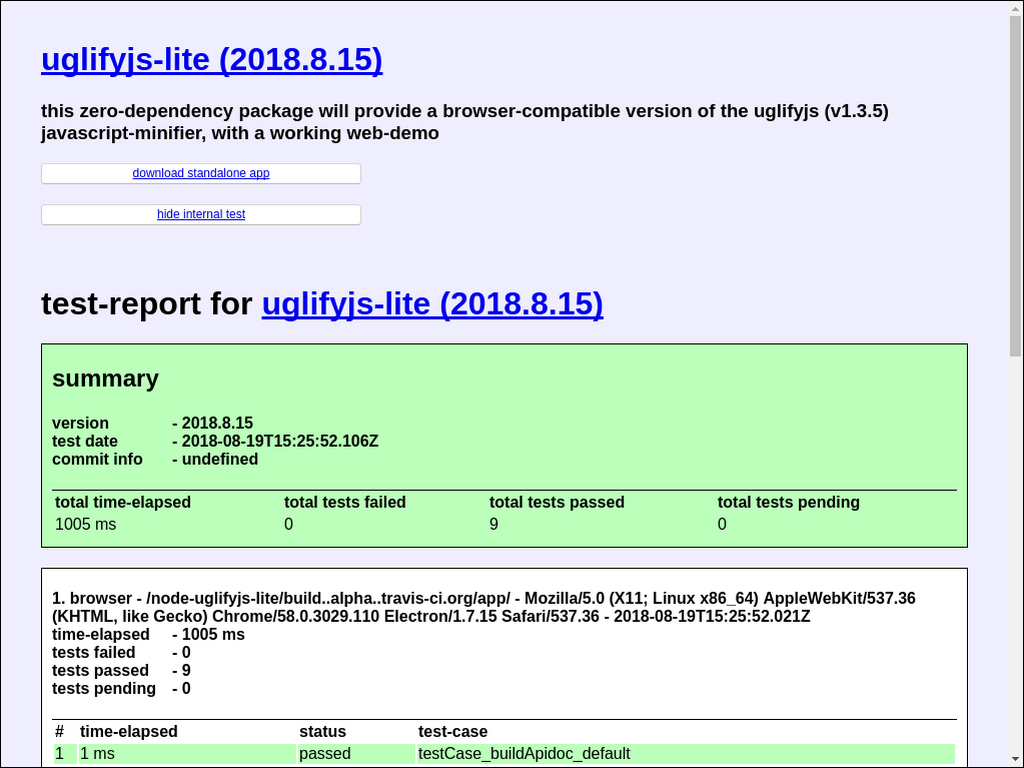 uglifyjs-lite (2018.8.15)
this zero-dependency package will provide a browser-compatible version of the uglifyjs (v1.3.5)
javascript-minifier, with a working web-demo
download standalone app
hide internal test
test-report for uglifyjs-lite (2018.8.15)
summary
version - 2018.8.15
test date - 2018-08-19T15:25:52.106Z
commit info - undefined
total time-elapsed total tests failed total tests passed total tests pending
1005 ms 0 9 0
1. browser - /node-uglifyjs-lite/build..alpha..travis-ci.org/app/ - Mozilla/5.0 (X11; Linux x86_64) AppleWebKit/537.36
(KHTML, like Gecko) Chrome/58.0.3029.110 Electron/1.7.15 Safari/537.36 - 2018-08-19T15:25:52.021Z
time-elapsed - 1005 ms
tests failed - 0
tests passed - 9
tests pending - 0
# time-elapsed status test-case
1 1 ms passed testCase_buildApidoc_default